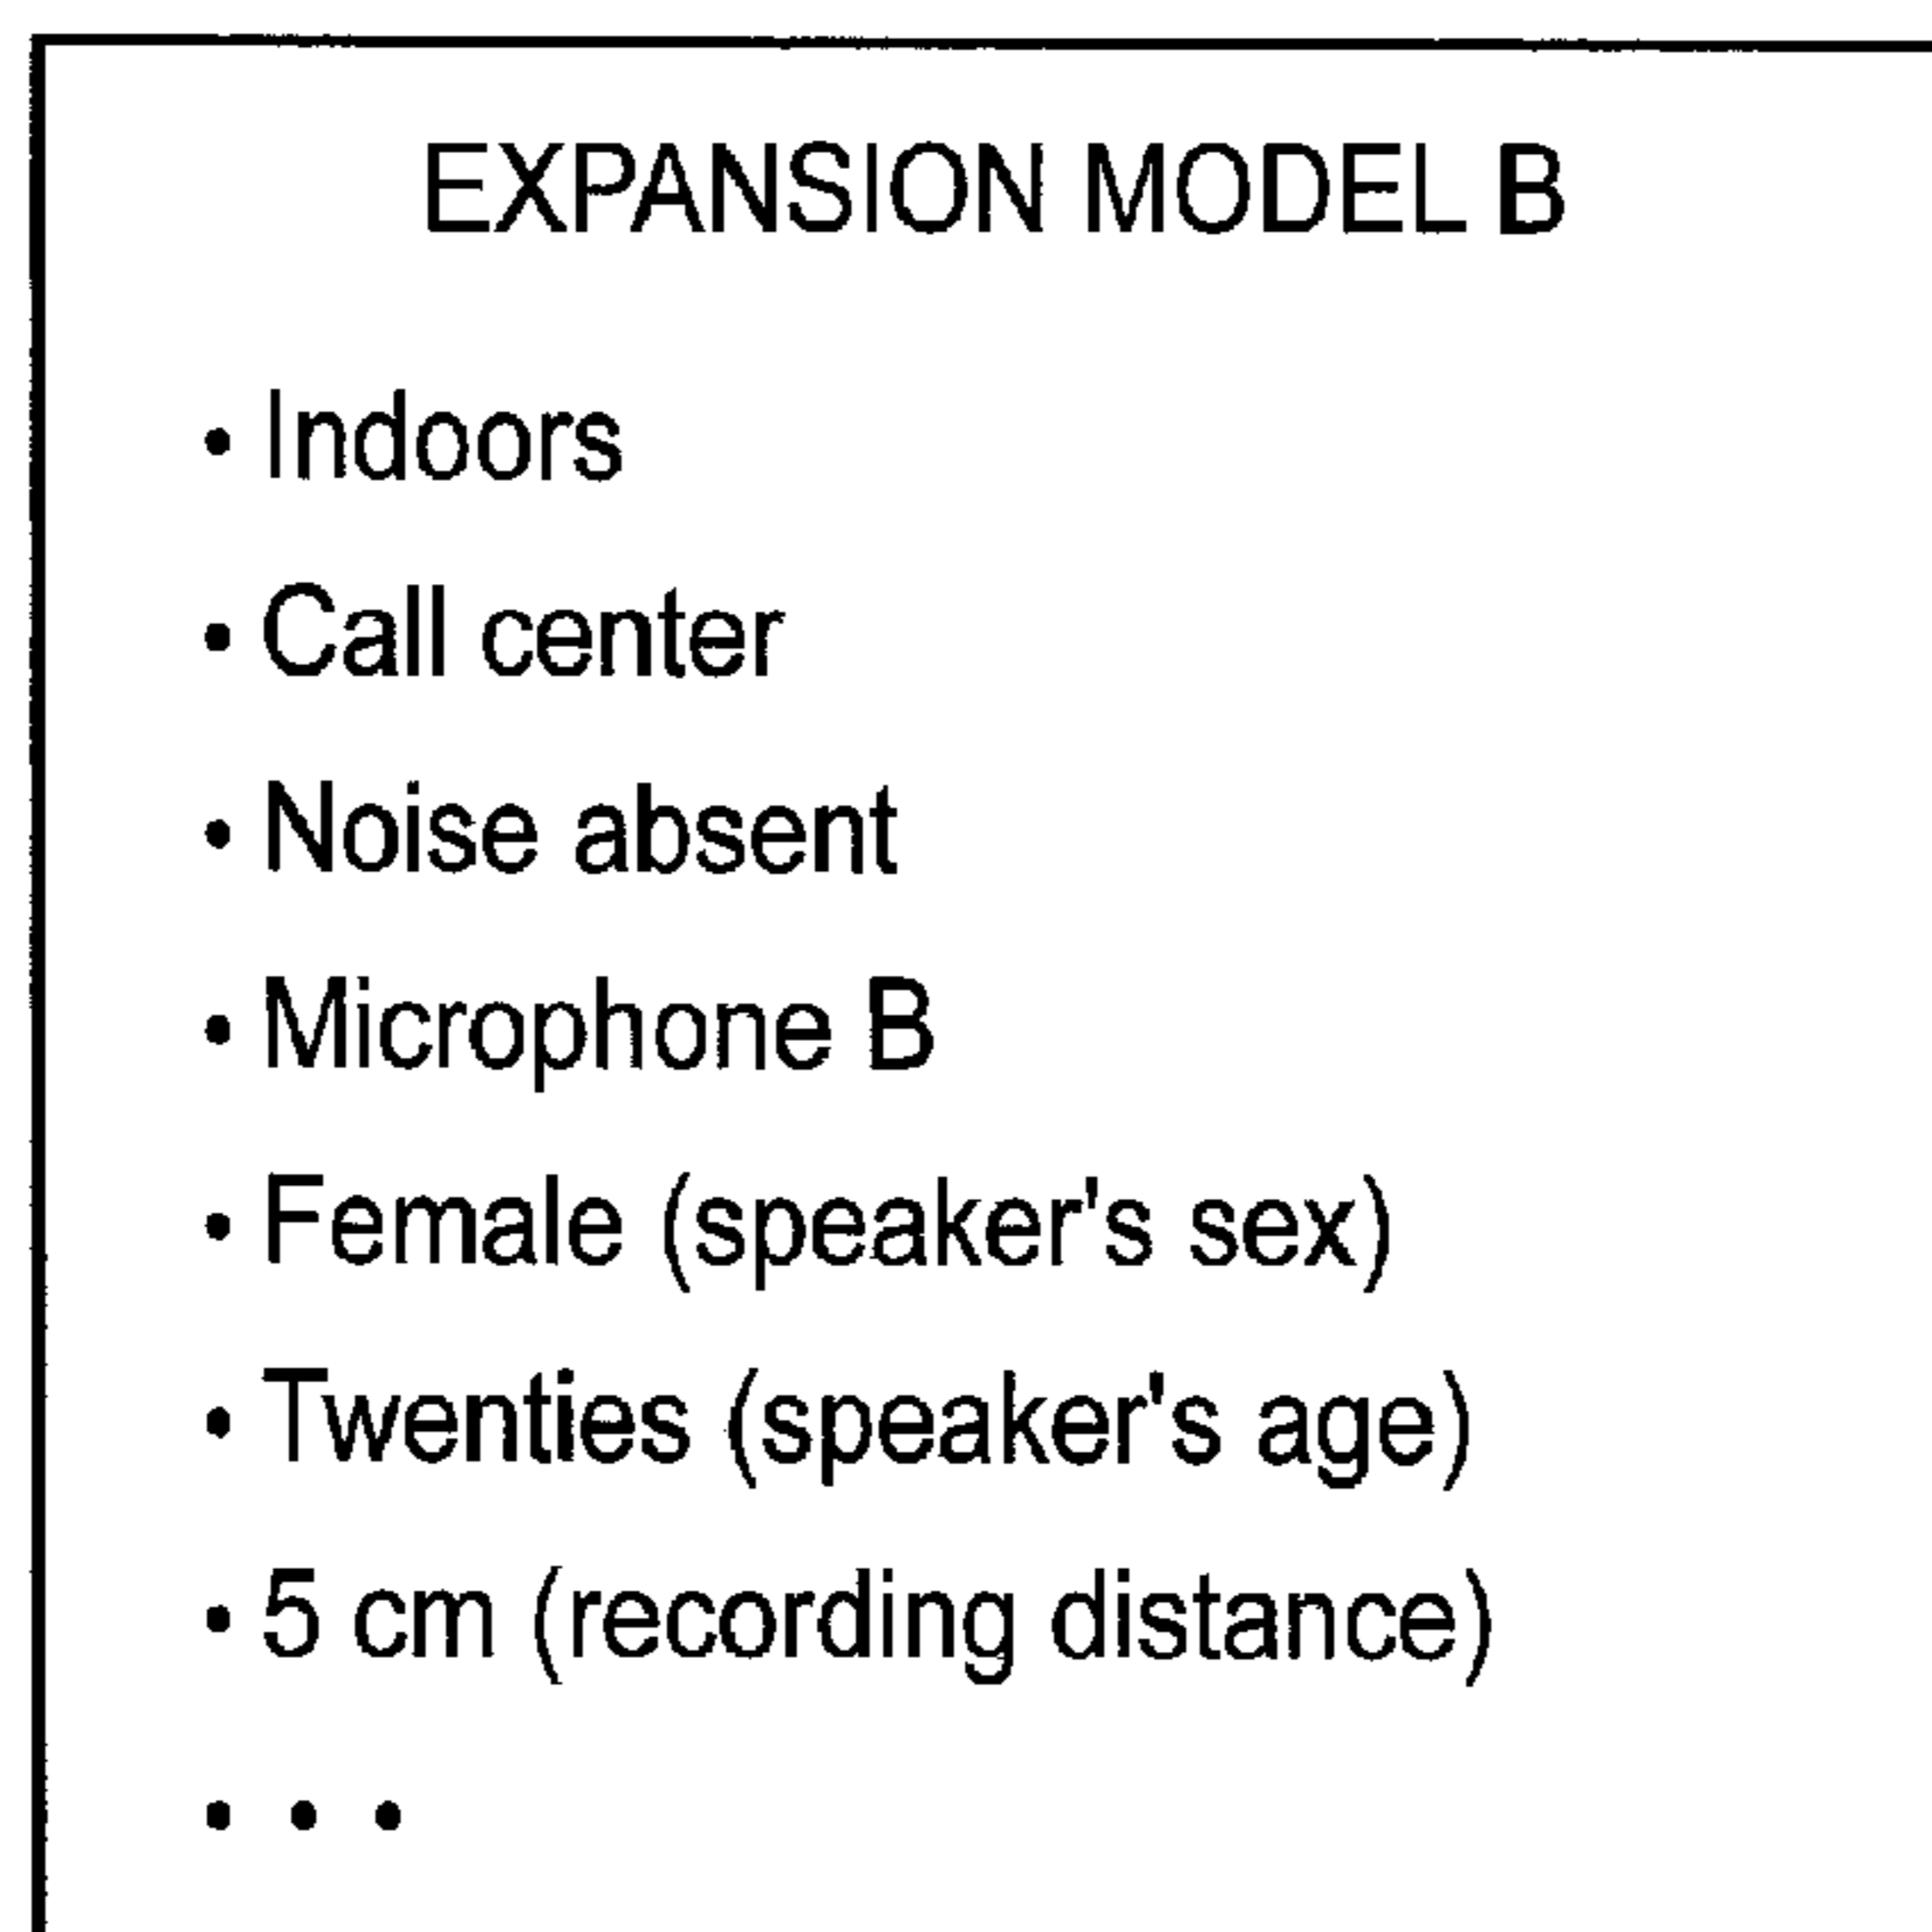 EXPANSION MODEL B
• Indoors
• Call center
• Noise absent
• Microphone B
• Female (speaker's sex)
• Twenties (speaker's age)
• 5 cm (recording distance)
• • •